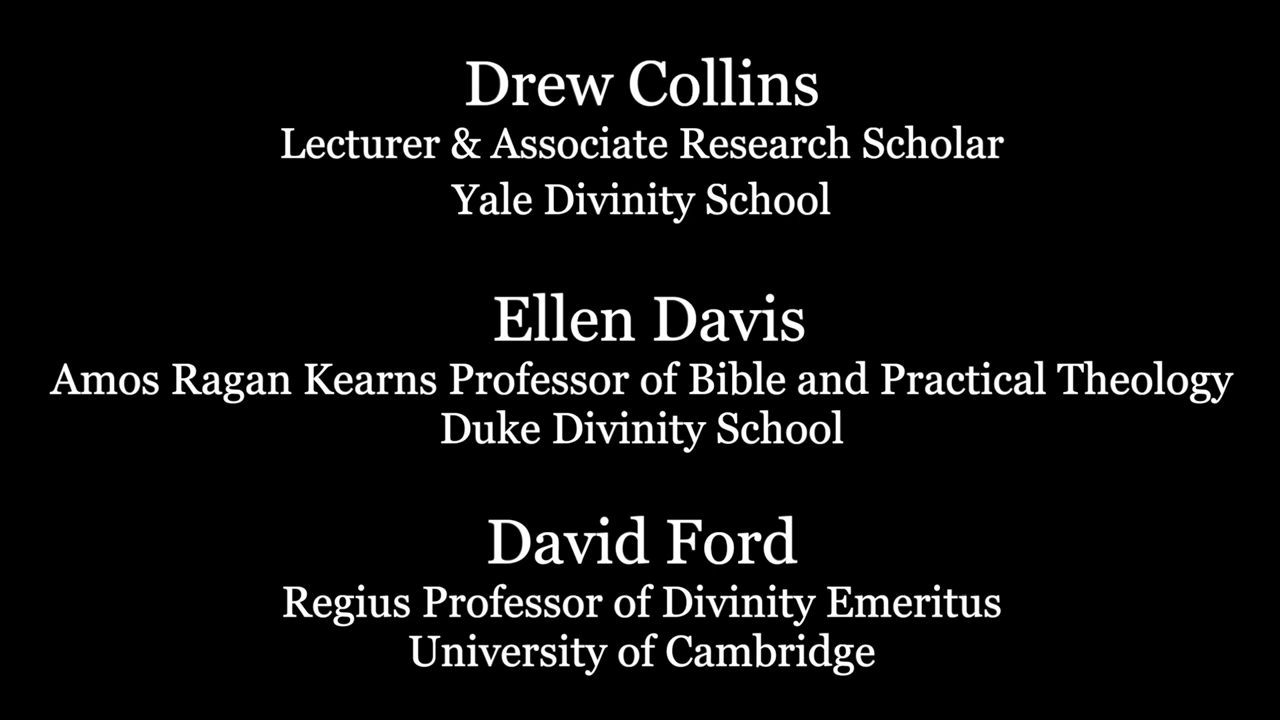 Drew Collins
Lecturer & Associate Research Scholar
Yale Divinity School
Ellen Davis
Amos Ragan Kearns Professor of Bible and Practical Theology
Duke Divinity School
David Ford
Regius Professor of Divinity Emeritus
University of Cambridge